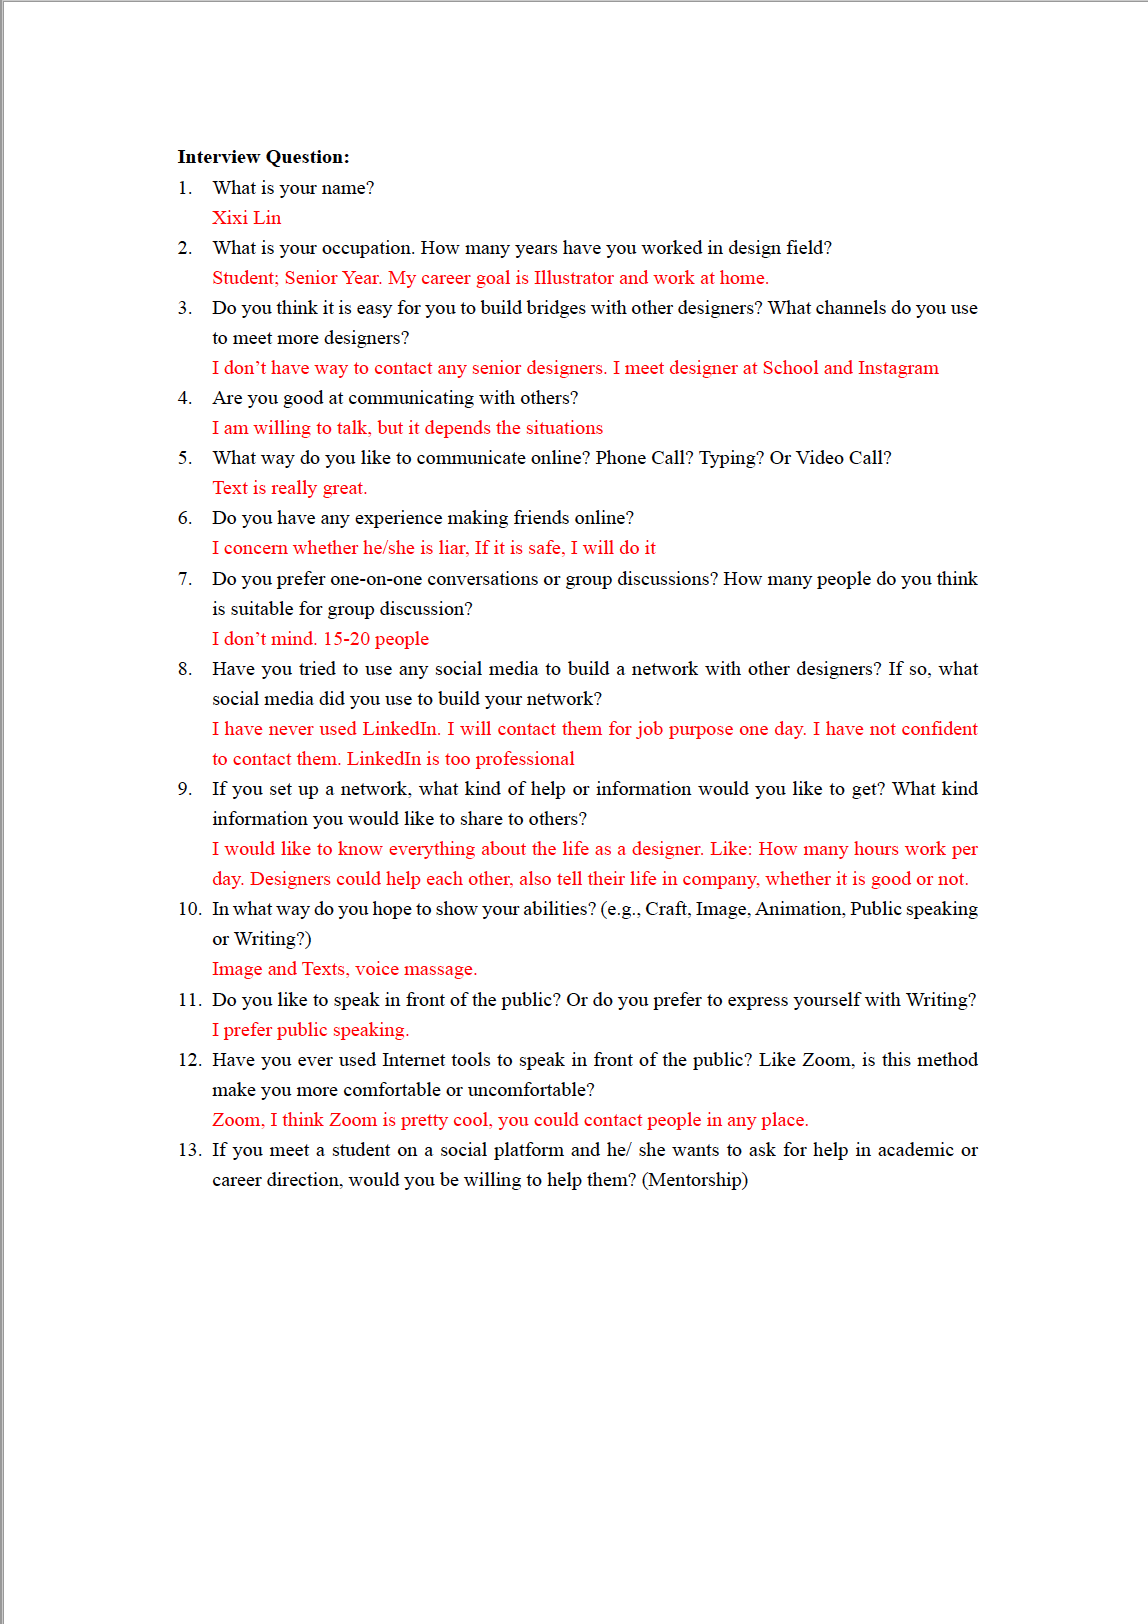 Interview Question:
1. What is your name?
Xixi Lin
2. What is your occupation. How many years have you worked in design field?
Student; Senior Year. My career goal is Illustrator and work at home.
3. Do you think it is easy for you to build bridges with other designers? What channels do you use
to meet more designers?
I don’t have way to contact any senior designers. I meet designer at School and Instagram
4. Are you good at communicating with others?
I am willing to talk, but it depends the situations
5. What way do you like to communicate online? Phone Call? Typing? Or Video Call?
Text is really great.
6. Do you have any experience making friends online?
I concern whether he/she is liar, If it is safe, I will do it
7. Do you prefer one-on-one conversations or group discussions? How many people do you think
is suitable for group discussion?
I don’t mind. 15-20 people
8. Have you tried to use any social media to build a network with other designers? If so, what
social media did you use to build your network?
I have never used LinkedIn. I will contact them for job purpose one day. I have not confident
to contact them. LinkedIn is too professional
9. If you set up a network, what kind of help or information would you like to get? What kind
information you would like to share to others?
I would like to know everything about the life as a designer. Like: How many hours work per
day. Designers could help each other, also tell their life in company, whether it is good or not.
10. In what way do you hope to show your abilities? (e.g., Craft, Image, Animation, Public speaking
or Writing?)
Image and Texts, voice massage.
11. Do you like to speak in front of the public? Or do you prefer to express yourself with Writing?
I prefer public speaking.
12. Have you ever used Internet tools to speak in front of the public? Like Zoom, is this method
make you more comfortable or uncomfortable?
Zoom, I think Zoom is pretty cool, you could contact people in any place.
13. If you meet a student on a social platform and he/ she wants to ask for help in academic or
career direction, would you be willing to help them? (Mentorship)